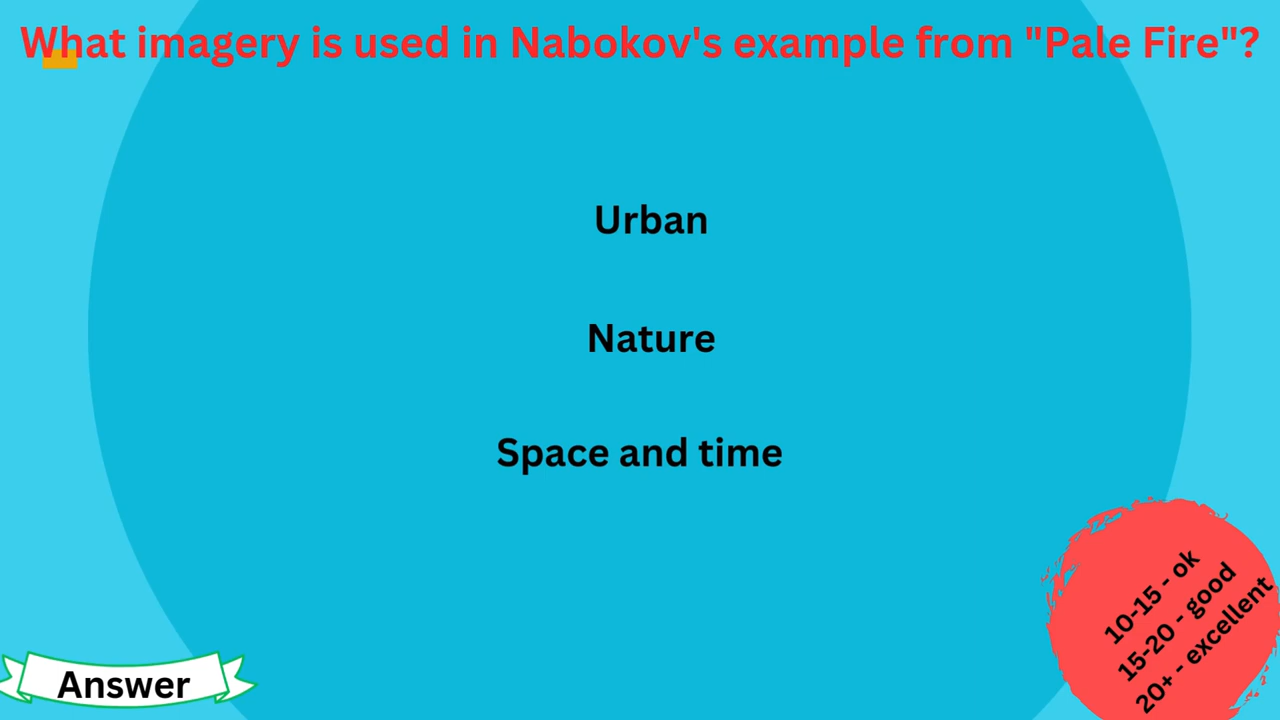 What imagery is used in Nabokov's example from "Pale Fire"?
Urban
Nature
Space and time
10-15 - ok
15-20 - good
20+ - excellent
Answer